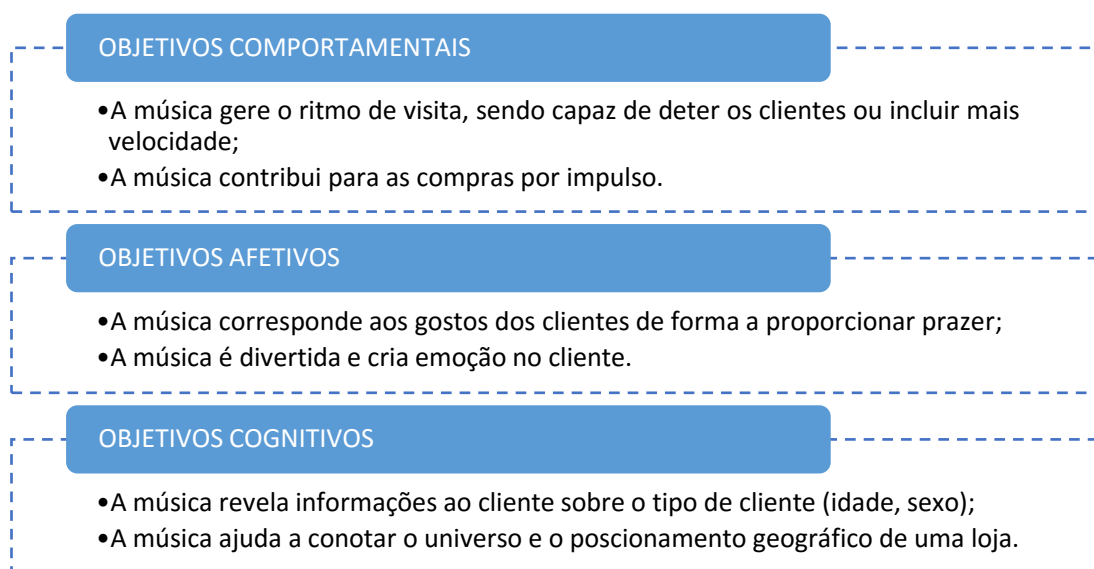 OBJETIVOS COMPORTAMENTAIS
•A música gere o ritmo de visita, sendo capaz de deter os clientes ou incluir mais
velocidade;
•A música contribui para as compras por impulso.
OBJETIVOS AFETIVOS
•A música corresponde aos gostos dos clientes de forma a proporcionar prazer;
•A música é divertida e cria emoção no cliente.
OBJETIVOS COGNITIVOS
•A música revela informações ao cliente sobre o tipo de cliente (idade, sexo);
•A música ajuda a conotar o universo e o poscionamento geográfico de uma loja.